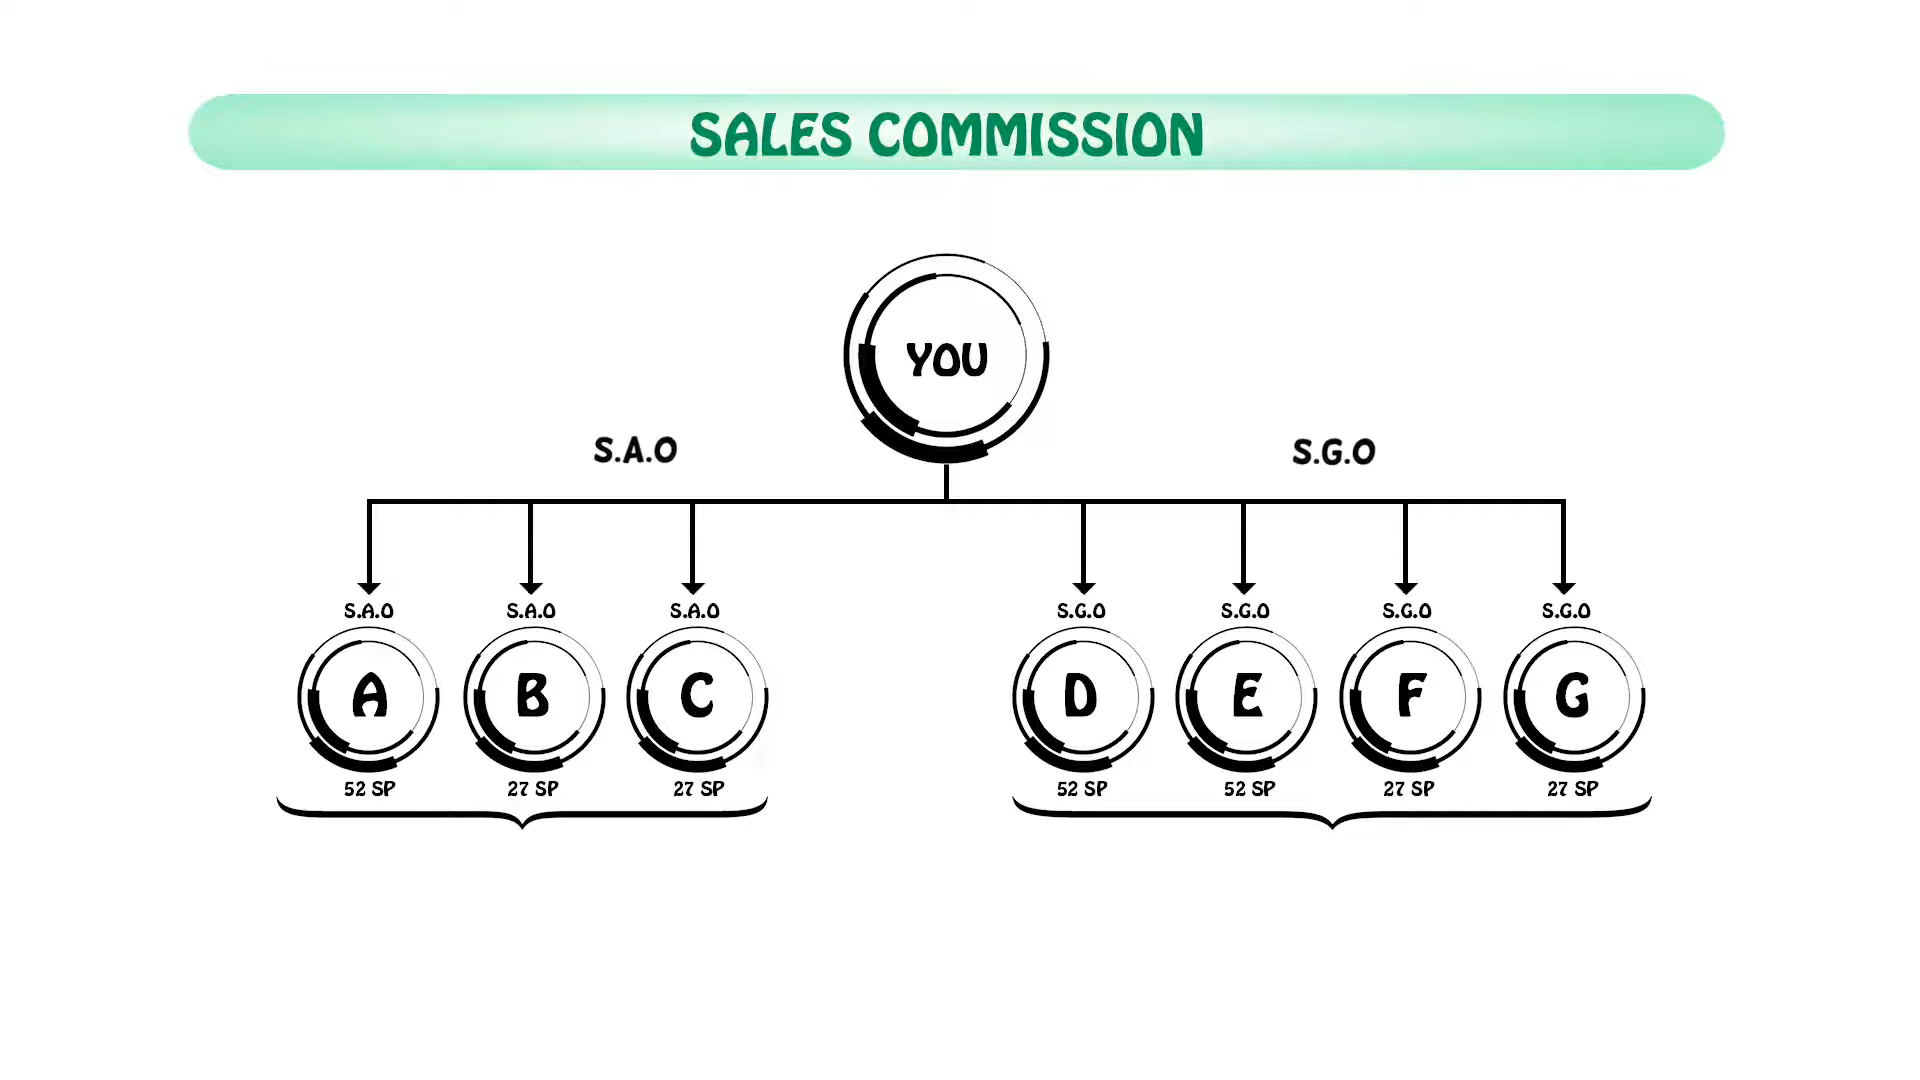 SALES COMMISSION
YOU
S.A.O
S.G.O
S.A.O S.A.O S.A.O S.G.O S.G.O S.G.O S.G.O
A B C D E F G
52 SP 27 SP 27 SP 52 SP 52 SP 27 SP 27 SP